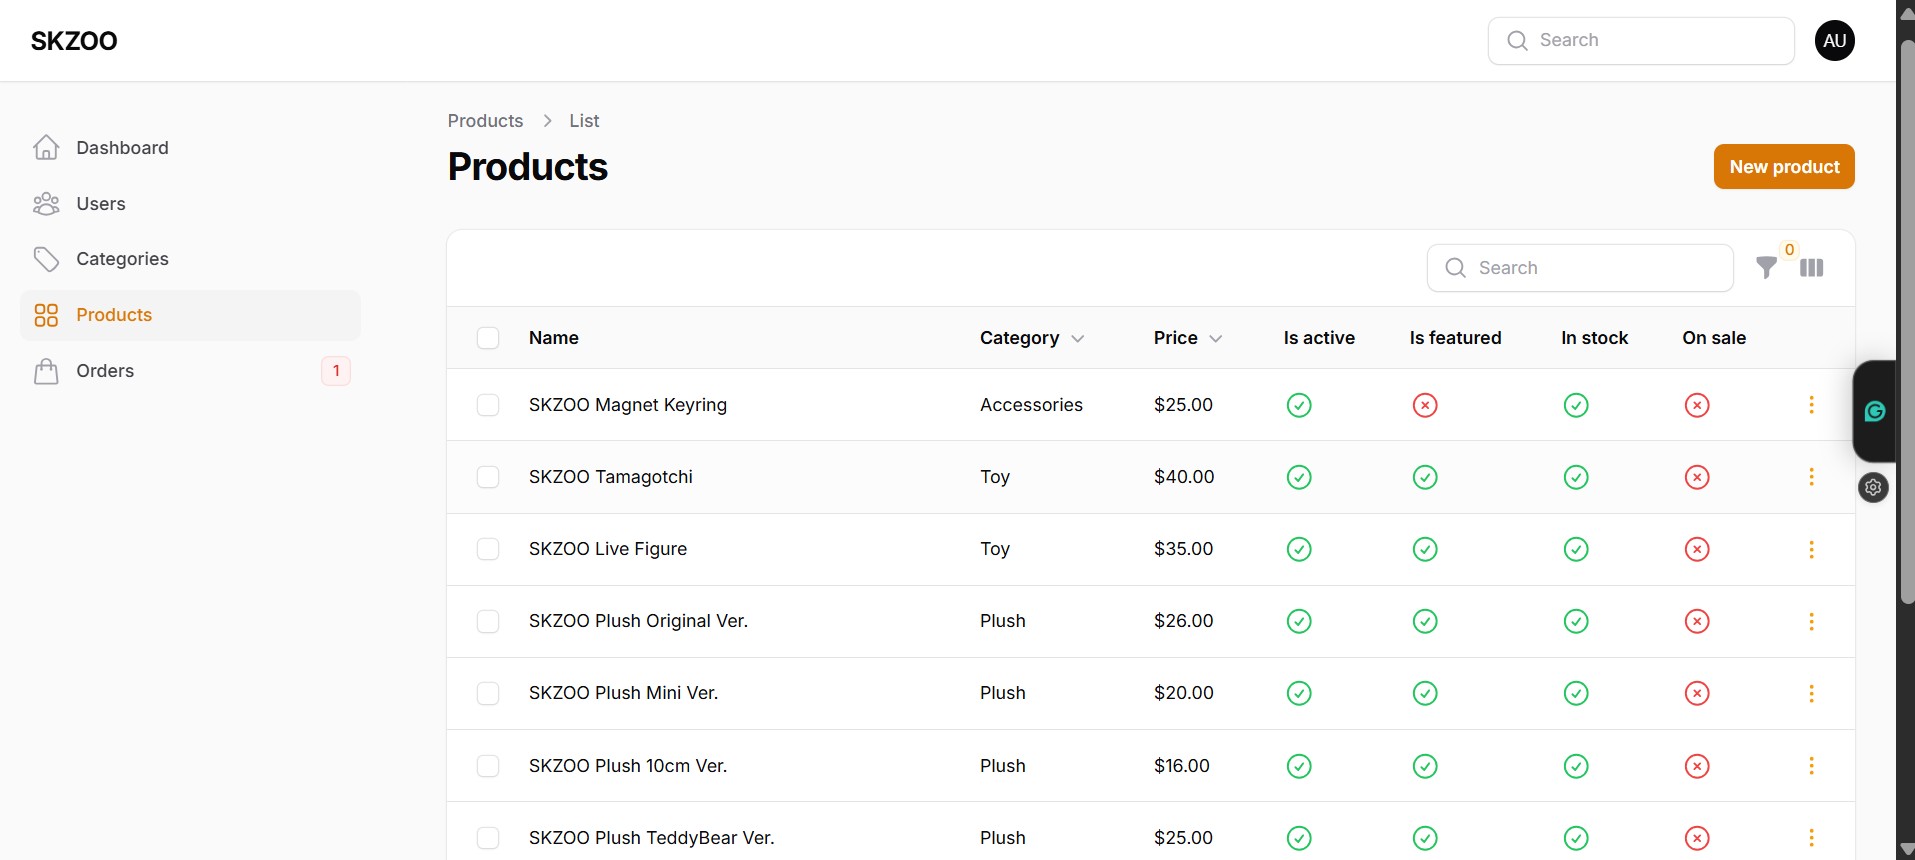 SKZOO
Search
AU
Dashboard
Users
Categories
Products
Orders 1
Products > List
Products
New product
Search
0
Name Category Price Is active Is featured In stock On sale
SKZOO Magnet Keyring Accessories $25.00
SKZOO Tamagotchi Toy $40.00
SKZOO Live Figure Toy $35.00
SKZOO Plush Original Ver. Plush $26.00
SKZOO Plush Mini Ver. Plush $20.00
SKZOO Plush 10cm Ver. Plush $16.00
SKZOO Plush TeddyBear Ver. Plush $25.00